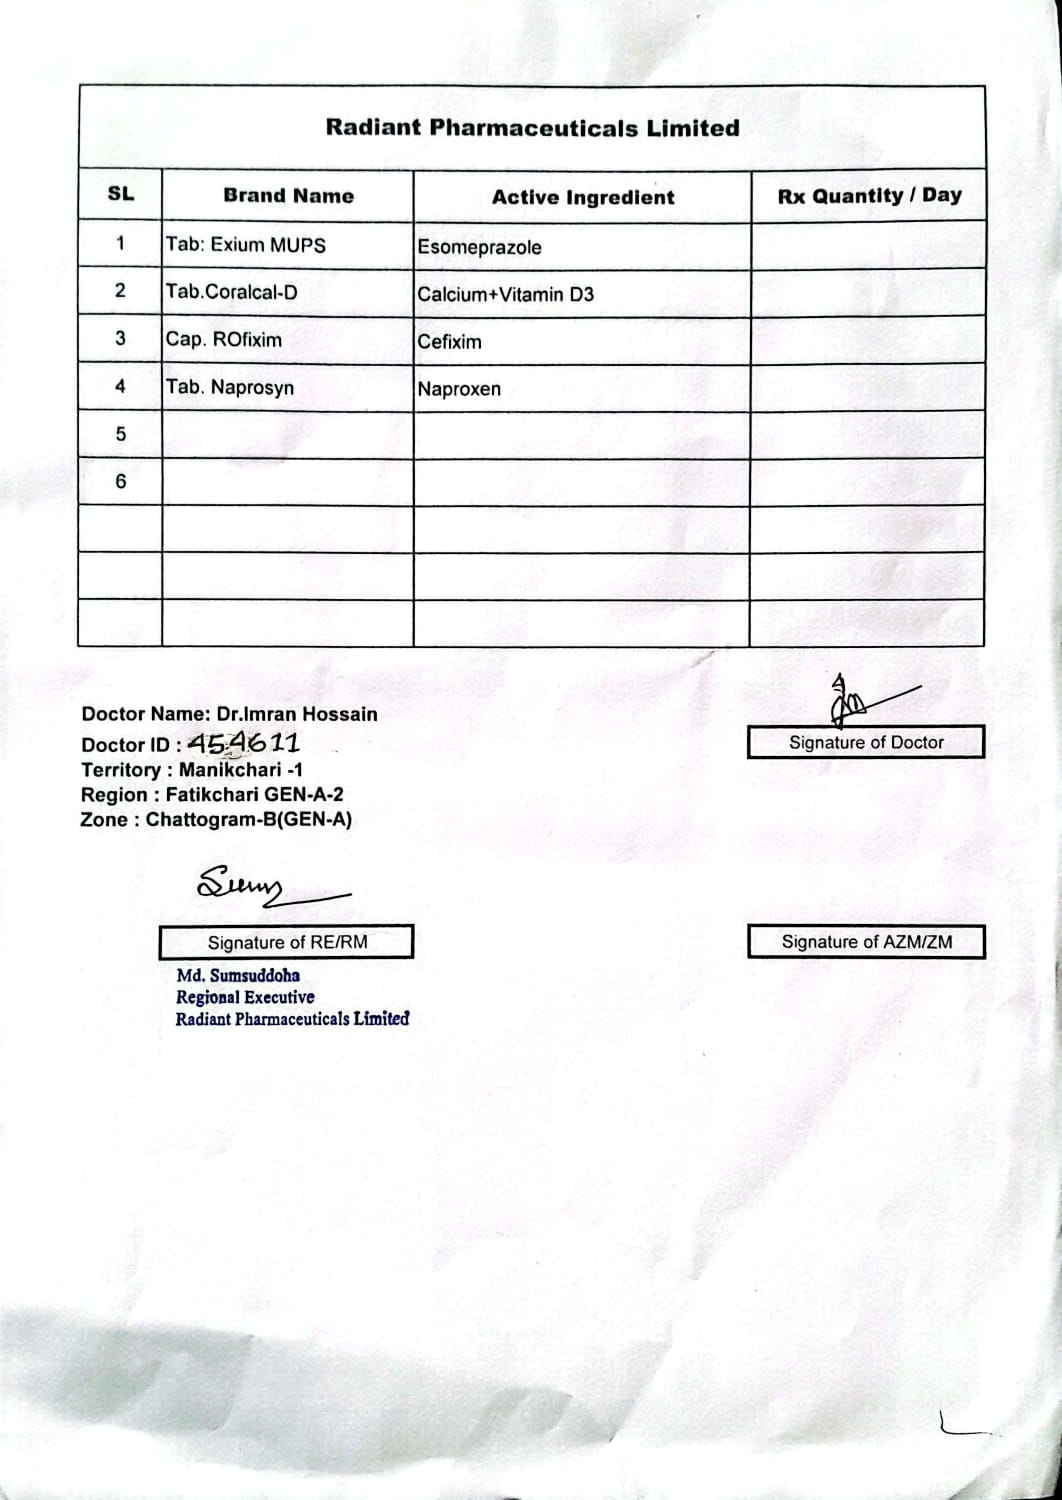 Radiant Pharmaceuticals Limited
SL Brand Name Active Ingredient Rx Quantity / Day
1 Tab: Exium MUPS Esomeprazole
2 Tab.Coralcal-D Calcium+Vitamin D3
3 Cap. ROfixim Cefixim
4 Tab. Naprosyn Naproxen
5
6
Doctor Name: Dr.Imran Hossain
Doctor ID : 454611
Territory : Manikchari -1
Region : Fatikchari GEN-A-2
Zone : Chattogram-B(GEN-A)
Signature of Doctor
Signature of RE/RM
Md. Sumsuddoha
Regional Executive
Radiant Pharmaceuticals Limited
Signature of AZM/ZM